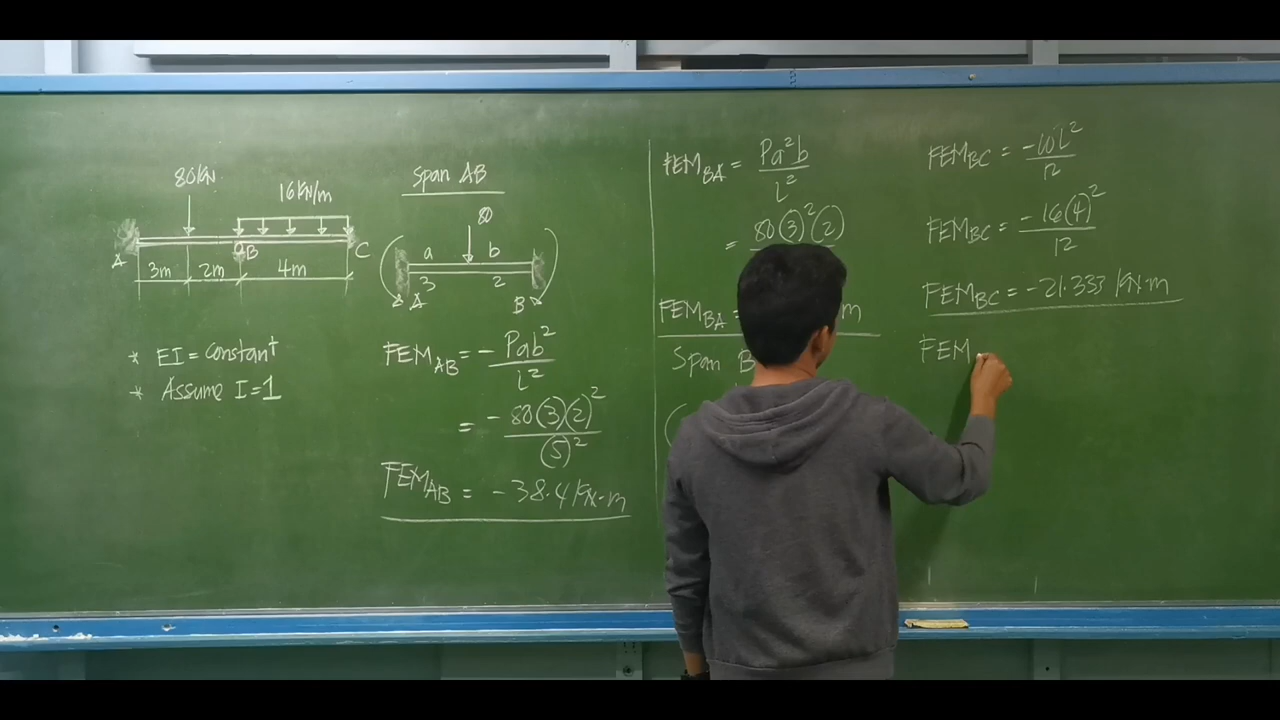 80KN
16KN/m
A
B
C
3m 2m 4m
* EI = Constant
* Assume I = 1
Span AB
80
a b
3 2
A B
FEM_AB = - Pab² / L²
= - 80(3)(2)² / (5)²
FEM_AB = - 38.4 KN·m
FEM_BA = Pa²b / L²
= 80(3)²(2)
FEM_BA =
m
Span B
FEM_BC = -ωL² / 12
FEM_BC = -16(4)² / 12
FEM_BC = -21.333 KN·m
FEM